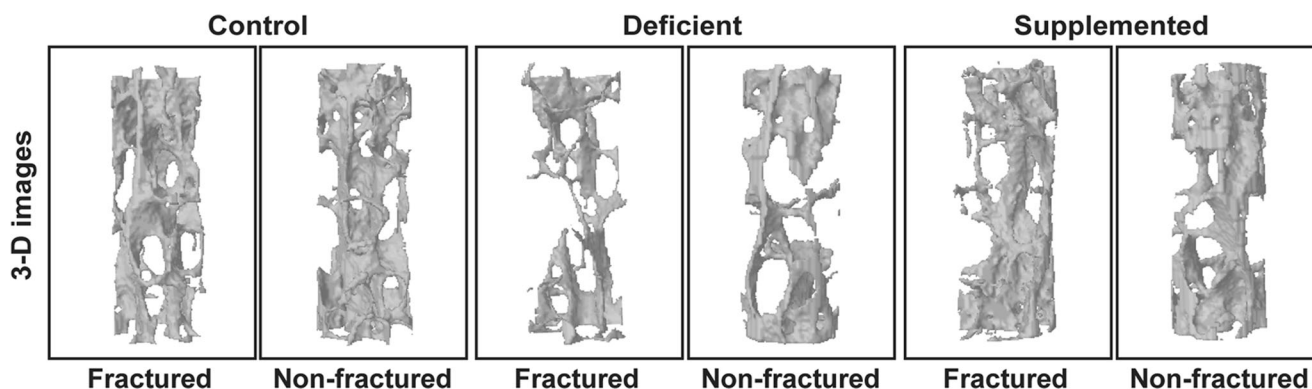 Control Deficient Supplemented
3-D images
Fractured Non-fractured Fractured Non-fractured Fractured Non-fractured